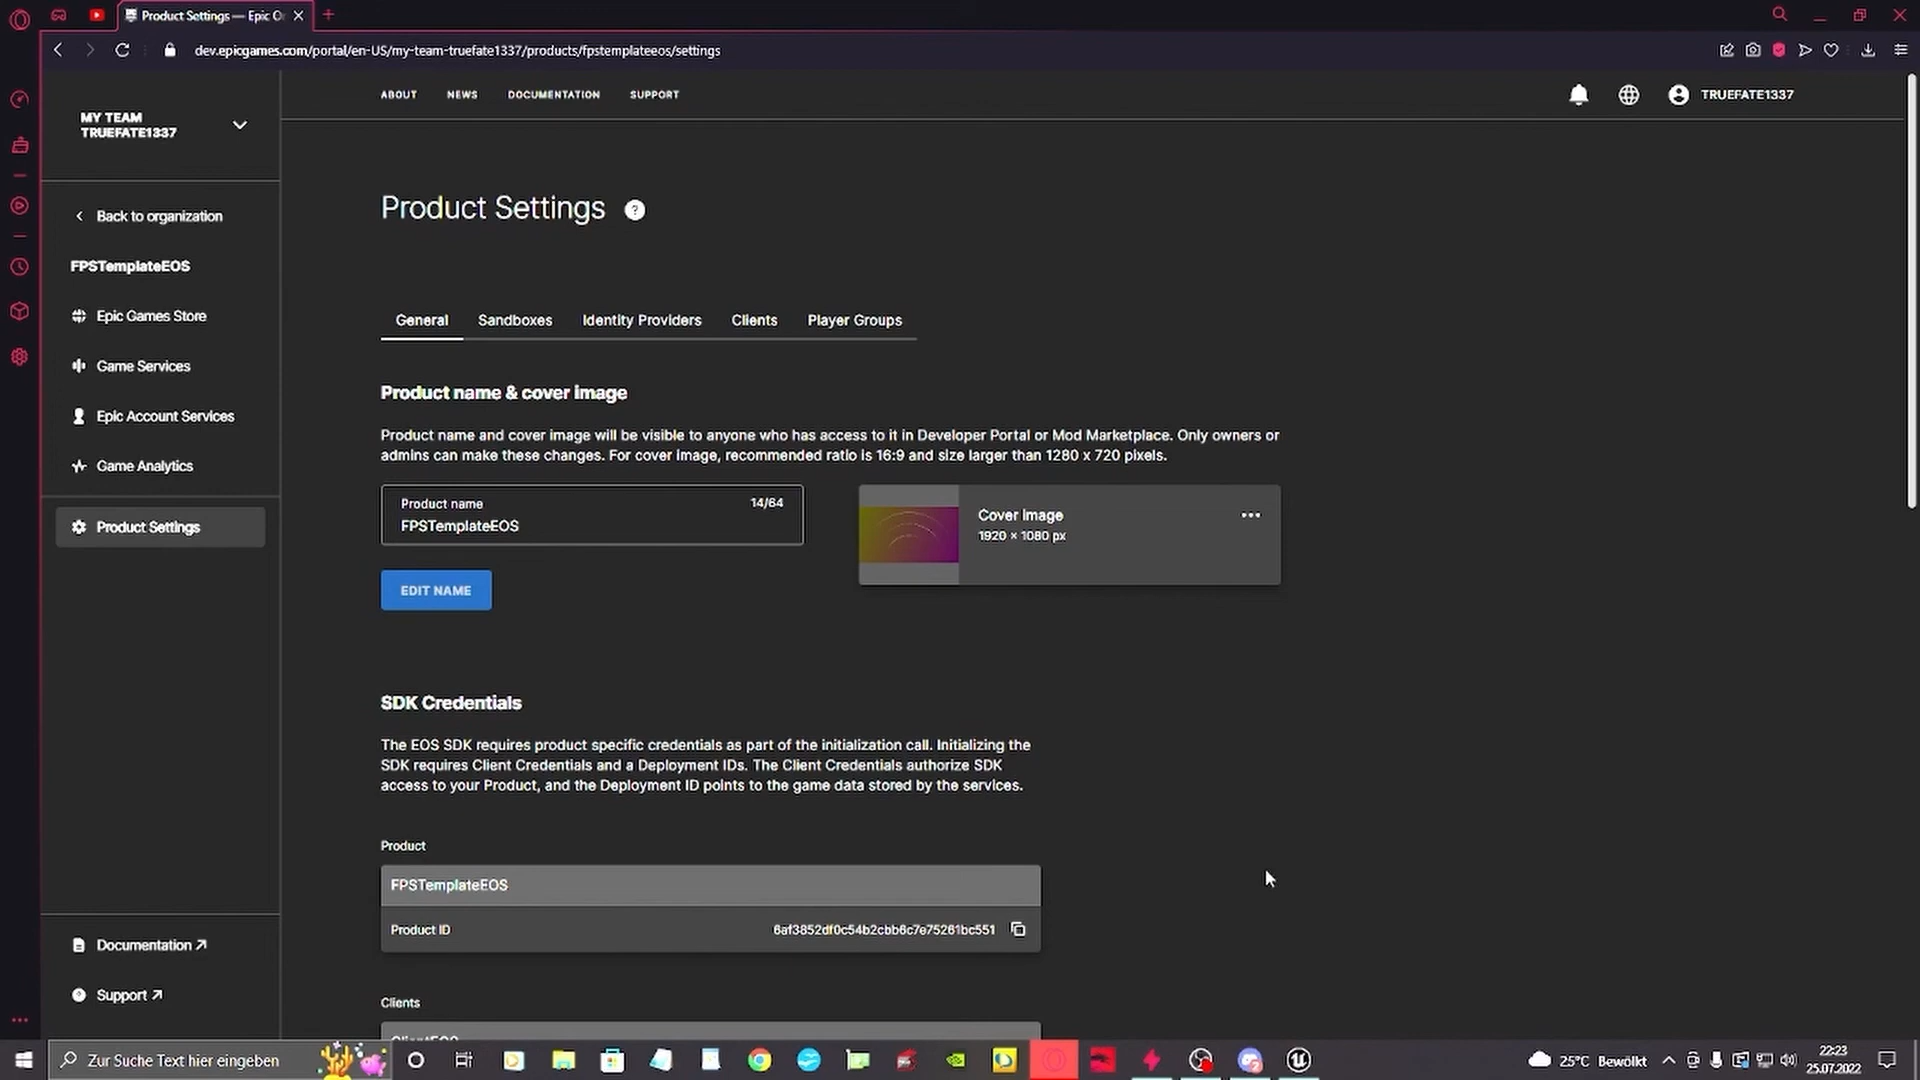 Product Settings — Epic O
dev.epicgames.com/portal/en-US/my-team-truefate1337/products/fpstemplateeos/settings
MY TEAM
TRUEFATE1337
ABOUT NEWS DOCUMENTATION SUPPORT
TRUEFATE1337
Back to organization
FPSTemplateEOS
Epic Games Store
Game Services
Epic Account Services
Game Analytics
Product Settings
Documentation
Support
Product Settings
General Sandboxes Identity Providers Clients Player Groups
Product name & cover image
Product name and cover image will be visible to anyone who has access to it in Developer Portal or Mod Marketplace. Only owners or
admins can make these changes. For cover image, recommended ratio is 16:9 and size larger than 1280 x 720 pixels.
Product name 14/64
FPSTemplateEOS
Cover image
1920 × 1080 px
EDIT NAME
SDK Credentials
The EOS SDK requires product specific credentials as part of the initialization call. Initializing the
SDK requires Client Credentials and a Deployment IDs. The Client Credentials authorize SDK
access to your Product, and the Deployment ID points to the game data stored by the services.
Product
FPSTemplateEOS
Product ID 6af3852df0c54b2cbb6c7e75261bc551
Clients
ClientEOS
Zur Suche Text hier eingeben
25°C Bewölkt
22:23
25.07.2022